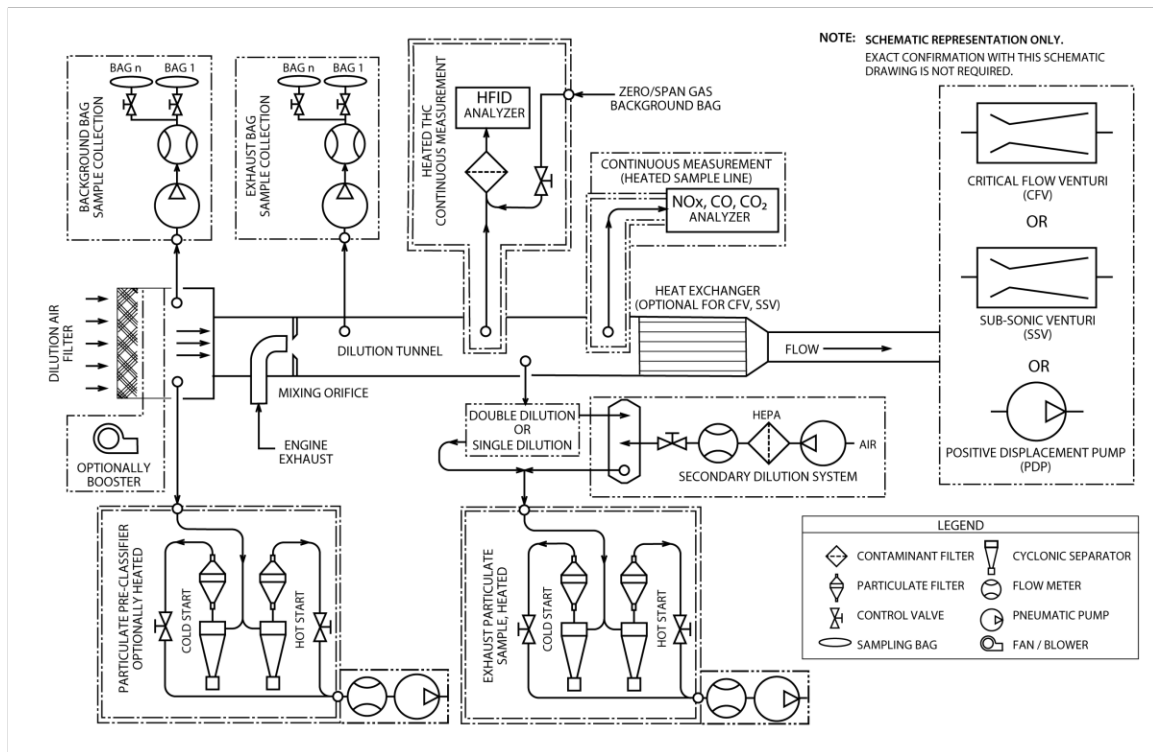 NOTE: SCHEMATIC REPRESENTATION ONLY.
EXACT CONFIRMATION WITH THIS SCHEMATIC
DRAWING IS NOT REQUIRED.
BACKGROUND BAG
SAMPLE COLLECTION
BAG n
BAG 1
EXHAUST BAG
SAMPLE COLLECTION
BAG n
BAG 1
HEATED THC
CONTINUOUS MEASUREMENT
HFID
ANALYZER
ZERO/SPAN GAS
BACKGROUND BAG
CONTINUOUS MEASUREMENT
(HEATED SAMPLE LINE)
NOx, CO, CO₂
ANALYZER
CRITICAL FLOW VENTURI
(CFV)
OR
SUB-SONIC VENTURI
(SSV)
OR
POSITIVE DISPLACEMENT PUMP
(PDP)
DILUTION AIR
FILTER
MIXING ORIFICE
DILUTION TUNNEL
HEAT EXCHANGER
(OPTIONAL FOR CFV, SSV)
FLOW
OPTIONALLY
BOOSTER
ENGINE
EXHAUST
DOUBLE DILUTION
OR
SINGLE DILUTION
HEPA
AIR
SECONDARY DILUTION SYSTEM
PARTICULATE PRE-CLASSIFIER
OPTIONALLY HEATED
COLD START
HOT START
EXHAUST PARTICULATE
SAMPLE, HEATED
COLD START
HOT START
LEGEND
CONTAMINANT FILTER
PARTICULATE FILTER
CONTROL VALVE
SAMPLING BAG
CYCLONIC SEPARATOR
FLOW METER
PNEUMATIC PUMP
FAN / BLOWER